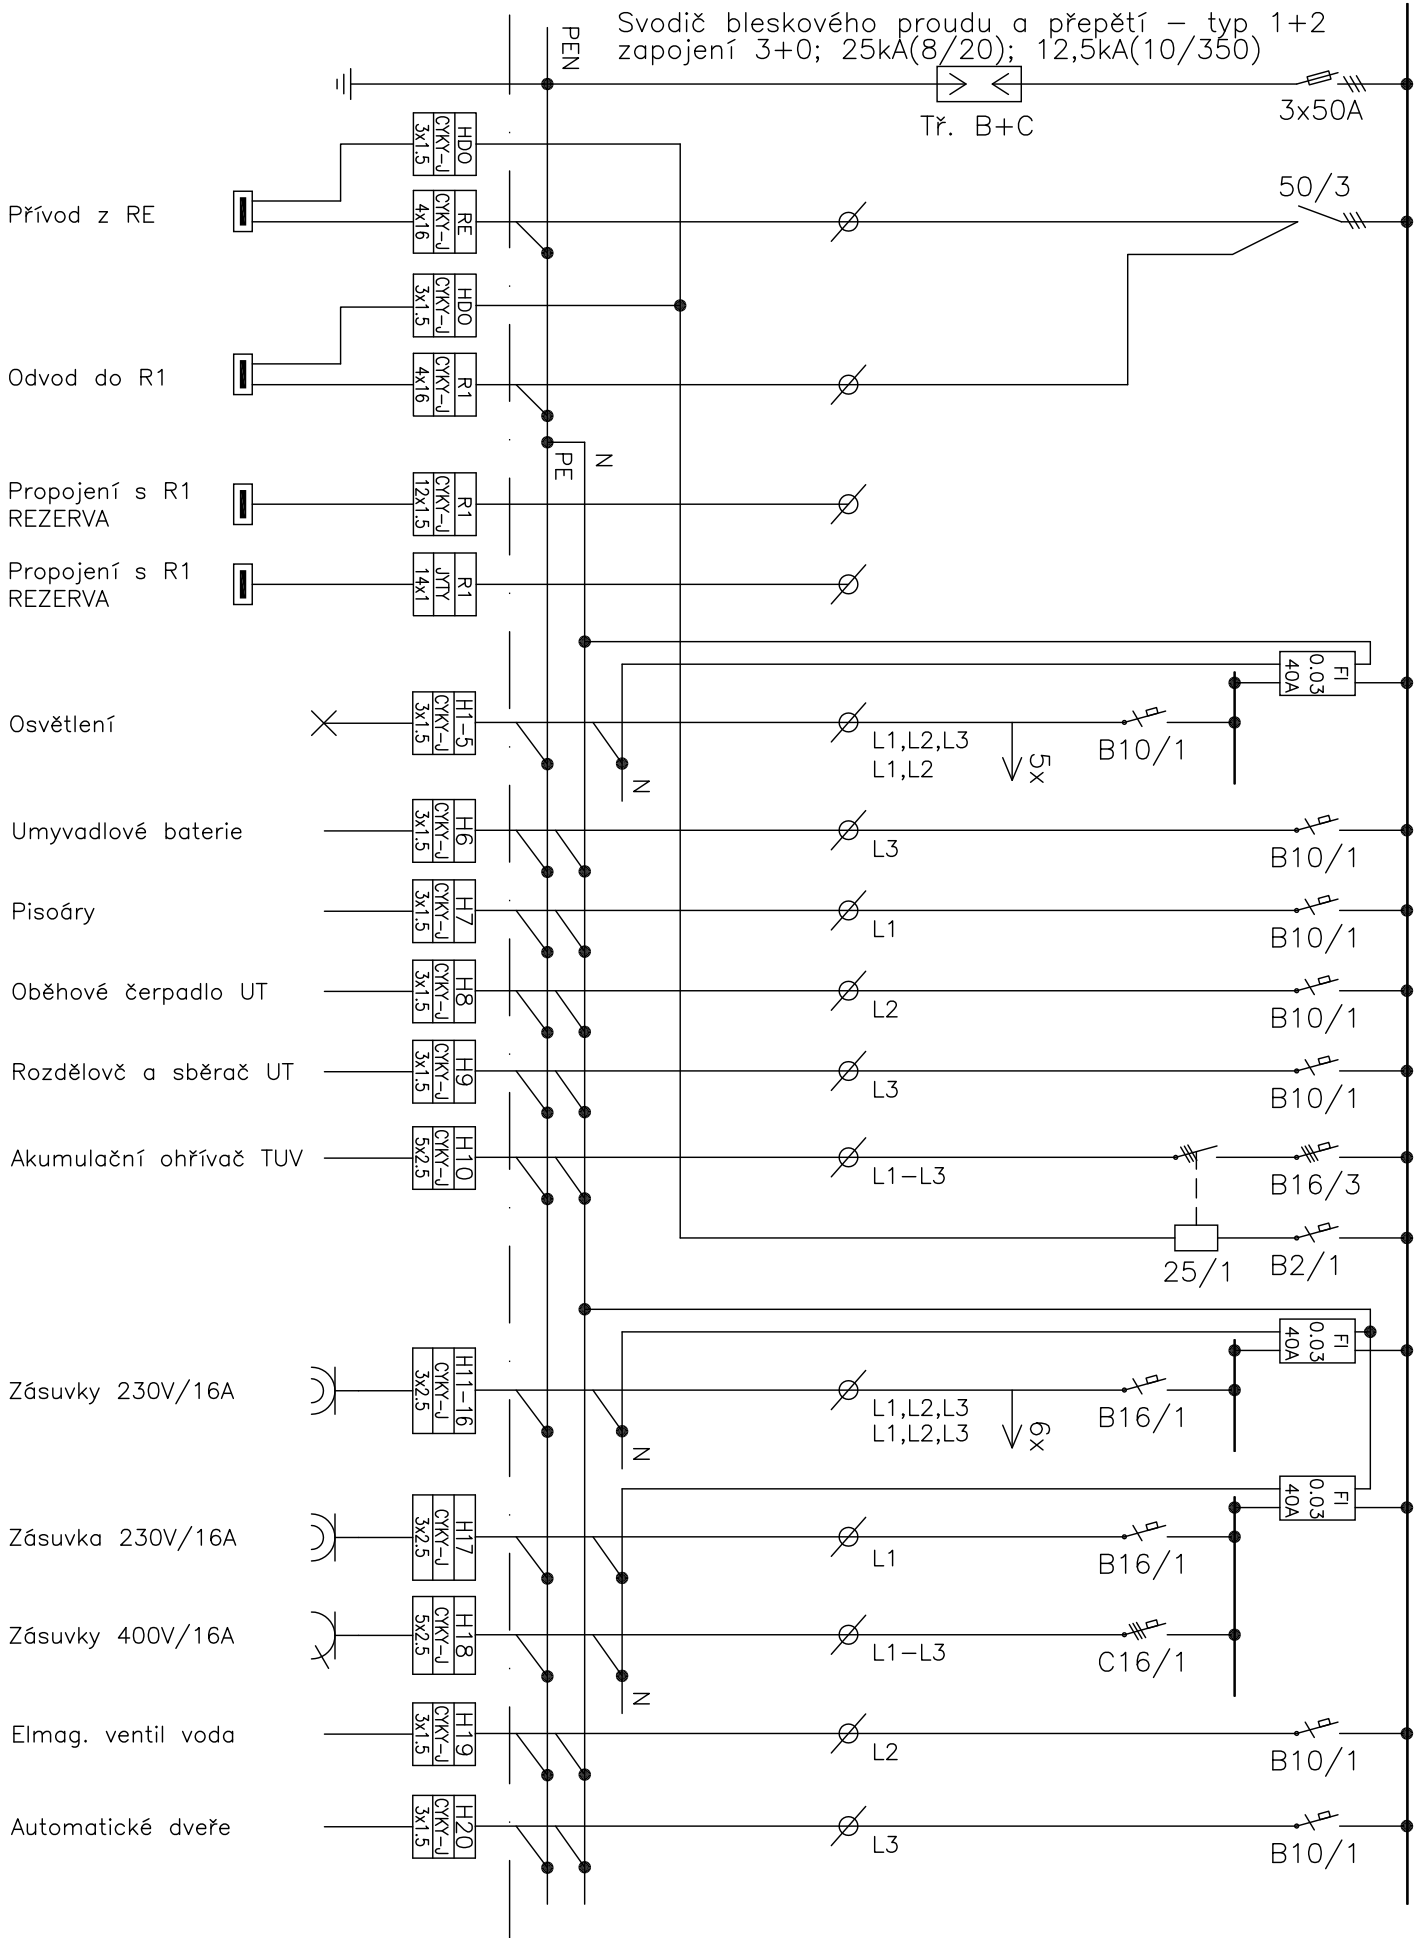 Svodič bleskového proudu a přepětí – typ 1+2
zapojení 3+0; 25kA(8/20); 12,5kA(10/350)
PEN
Tř. B+C
3x50A
HDO
CYKY-J
3x1.5
Přívod z RE
RE
CYKY-J
4x16
50/3
HDO
CYKY-J
3x1.5
Odvod do R1
R1
CYKY-J
4x16
PE
N
Propojení s R1
REZERVA
R1
CYKY-J
12x1.5
Propojení s R1
REZERVA
R1
JYTY
14x1
FI
0.03
40A
Osvětlení
H1-5
CYKY-J
3x1.5
N
L1,L2,L3
L1,L2
5x
B10/1
Umyvadlové baterie
H6
CYKY-J
3x1.5
L3
B10/1
Pisoáry
H7
CYKY-J
3x1.5
L1
B10/1
Oběhové čerpadlo UT
H8
CYKY-J
3x1.5
L2
B10/1
Rozdělovč a sběrač UT
H9
CYKY-J
3x1.5
L3
B10/1
Akumulační ohřívač TUV
H10
CYKY-J
5x2.5
L1-L3
B16/3
25/1
B2/1
FI
0.03
40A
Zásuvky 230V/16A
H11-16
CYKY-J
3x2.5
N
L1,L2,L3
L1,L2,L3
6x
B16/1
FI
0.03
40A
Zásuvka 230V/16A
H17
CYKY-J
3x2.5
L1
B16/1
Zásuvky 400V/16A
H18
CYKY-J
5x2.5
N
L1-L3
C16/1
Elmag. ventil voda
H19
CYKY-J
3x1.5
L2
B10/1
Automatické dveře
H20
CYKY-J
3x1.5
L3
B10/1